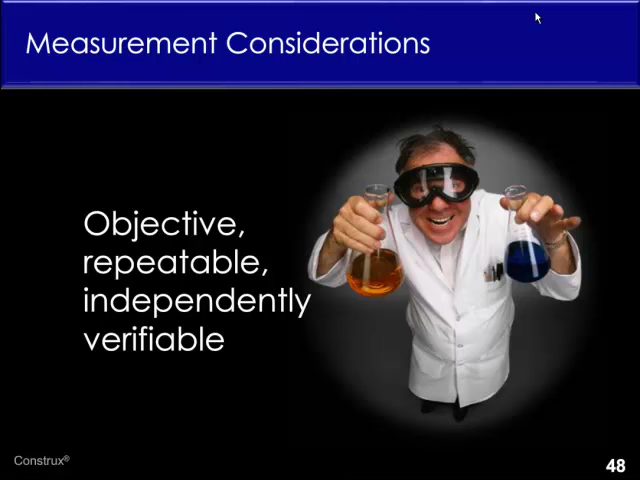 Measurement Considerations
Objective,
repeatable,
independently
verifiable
Construx®
48